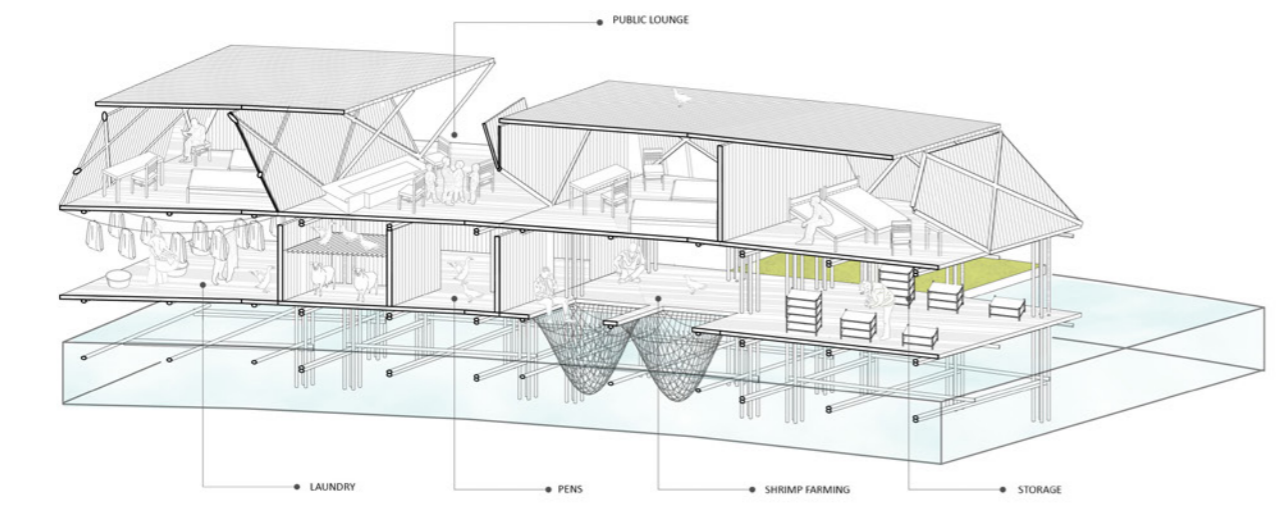 PUBLIC LOUNGE
LAUNDRY
PENS
SHRIMP FARMING
STORAGE